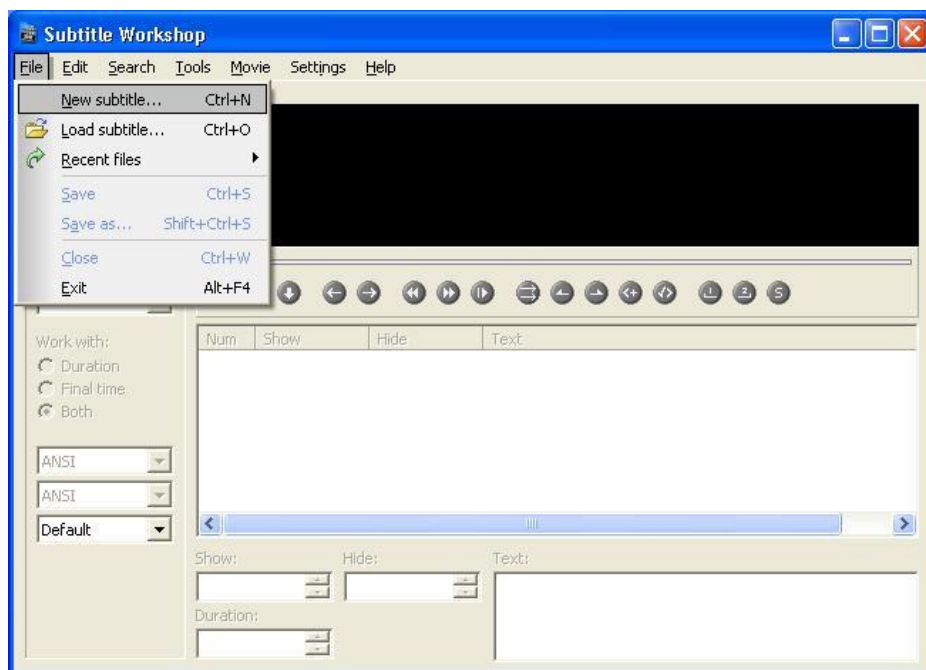 Subtitle Workshop
File Edit Search Tools Movie Settings Help
New subtitle... Ctrl+N
Load subtitle... Ctrl+O
Recent files
Save Ctrl+S
Save as... Shift+Ctrl+S
Close Ctrl+W
Exit Alt+F4
Work with:
Duration
Final time
Both
ANSI
ANSI
Default
Num Show Hide Text
Show: Hide: Text:
Duration: